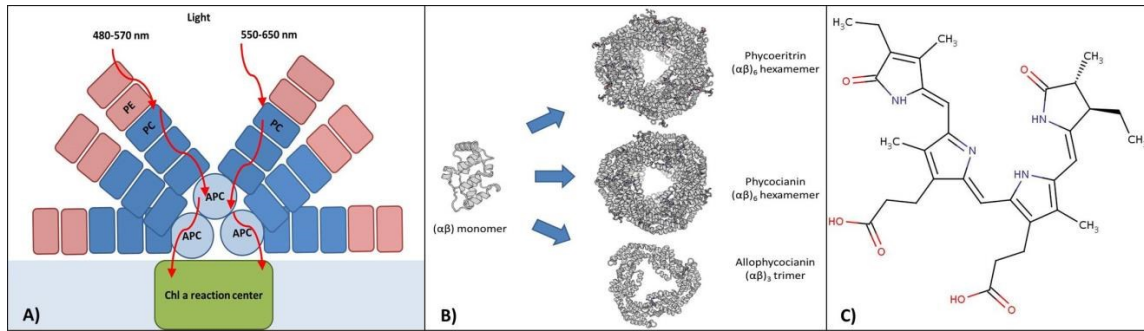 Light
480-570 nm
550-650 nm
PE
PC
PC
APC
APC
APC
Chl a reaction center
A)
(αβ) monomer
Phycoeritrin
(αβ)₆ hexamemer
Phycocianin
(αβ)₆ hexamemer
Allophycocianin
(αβ)₃ trimer
B)
CH₃
CH₃
O
O
NH
HN
CH₃
H₃C
N
HN
CH₃
HO
O
HO
O
C)